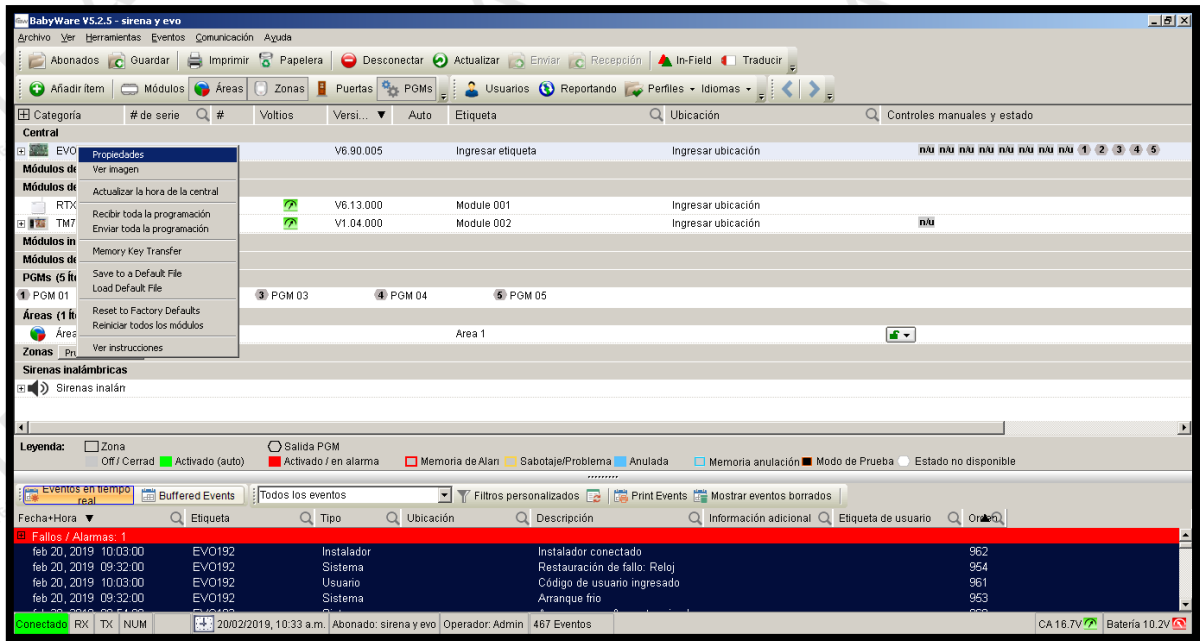 BabyWare V5.2.5 - sirena y evo
Archivo Ver Herramientas Eventos Comunicación Ayuda
Abonados Guardar Imprimir Papelera Desconectar Actualizar Enviar Recepción In-Field Traducir
Añadir ítem Módulos Áreas Zonas Puertas PGMs Usuarios Reportando Perfiles Idiomas
Categoría # de serie # Voltios Versi... Auto Etiqueta Ubicación Controles manuales y estado
Central
EVO V6.90.005 Ingresar etiqueta Ingresar ubicación n/u n/u n/u n/u n/u n/u n/u n/u 1 2 3 4 5
Propiedades
Módulos de
Ver imagen
Módulos de
Actualizar la hora de la central
RTX V6.13.000 Module 001 Ingresar ubicación
Recibir toda la programación
TM7 V1.04.000 Module 002 Ingresar ubicación n/u
Enviar toda la programación
Módulos in
Memory Key Transfer
Módulos de
PGMs (5 Íte
Save to a Default File
Load Default File
1 PGM 01 3 PGM 03 4 PGM 04 5 PGM 05
Áreas (1 Ít
Reset to Factory Defaults
Reiniciar todos los módulos
Área Area 1
Zonas Pr
Ver instrucciones
Sirenas inalámbricas
Sirenas inalám
Leyenda: Zona Salida PGM
Off / Cerrad Activado (auto) Activado / en alarma Memoria de Aları Sabotaje/Problema Anulada Memoria anulación Modo de Prueba Estado no disponible
Eventos en tiempo real Buffered Events Todos los eventos Filtros personalizados Print Events Mostrar eventos borrados
Fecha+Hora Etiqueta Tipo Ubicación Descripción Información adicional Etiqueta de usuario Orden
Fallos / Alarmas: 1
feb 20, 2019 10:03:00 EVO192 Instalador Instalador conectado 962
feb 20, 2019 09:32:00 EVO192 Sistema Restauración de fallo: Reloj 954
feb 20, 2019 10:03:00 EVO192 Usuario Código de usuario ingresado 961
feb 20, 2019 09:32:00 EVO192 Sistema Arranque frio 953
Conectado RX TX NUM 20/02/2019, 10:33 a.m. Abonado: sirena y evo Operador: Admin 467 Eventos CA 16.7V Batería 10.2V